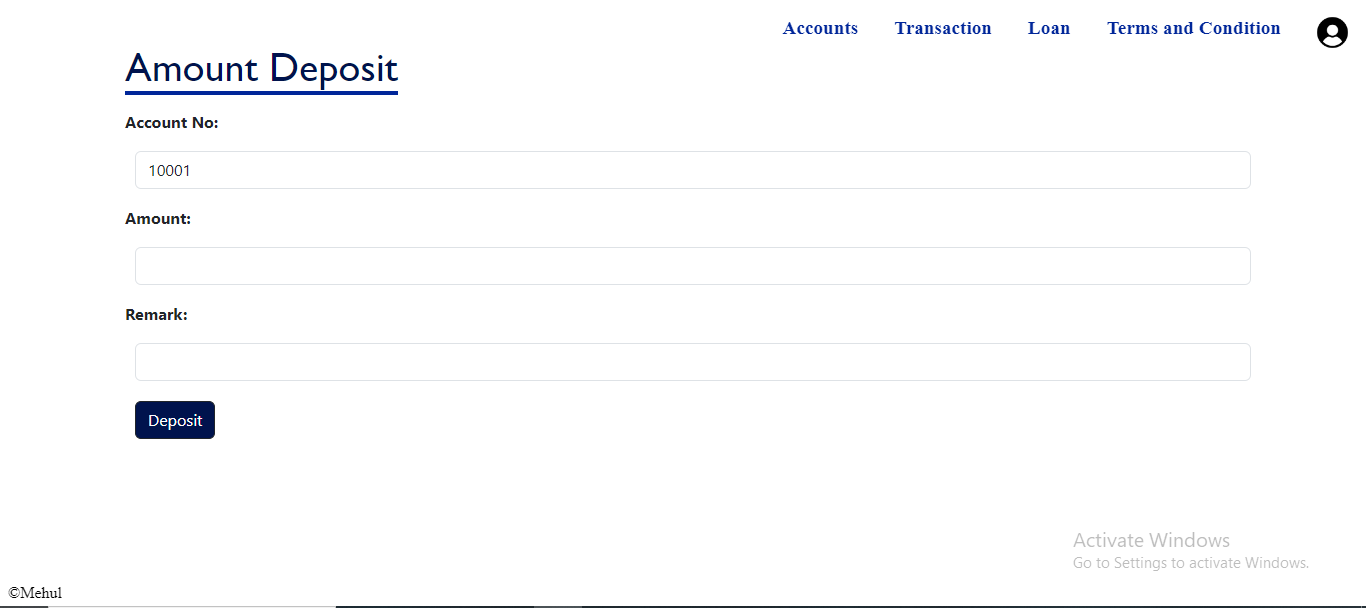 Accounts Transaction Loan Terms and Condition
Amount Deposit
Account No:
10001
Amount:
Remark:
Deposit
Activate Windows
Go to Settings to activate Windows.
©Mehul